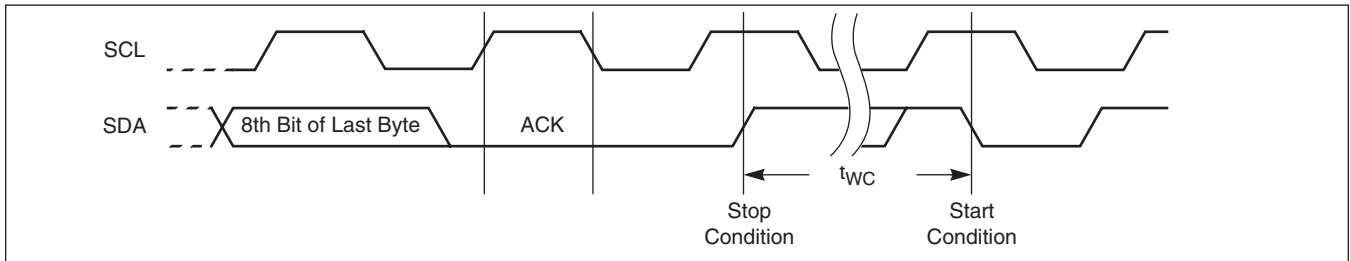 SCL
SDA
8th Bit of Last Byte
ACK
tWC
Stop
Condition
Start
Condition